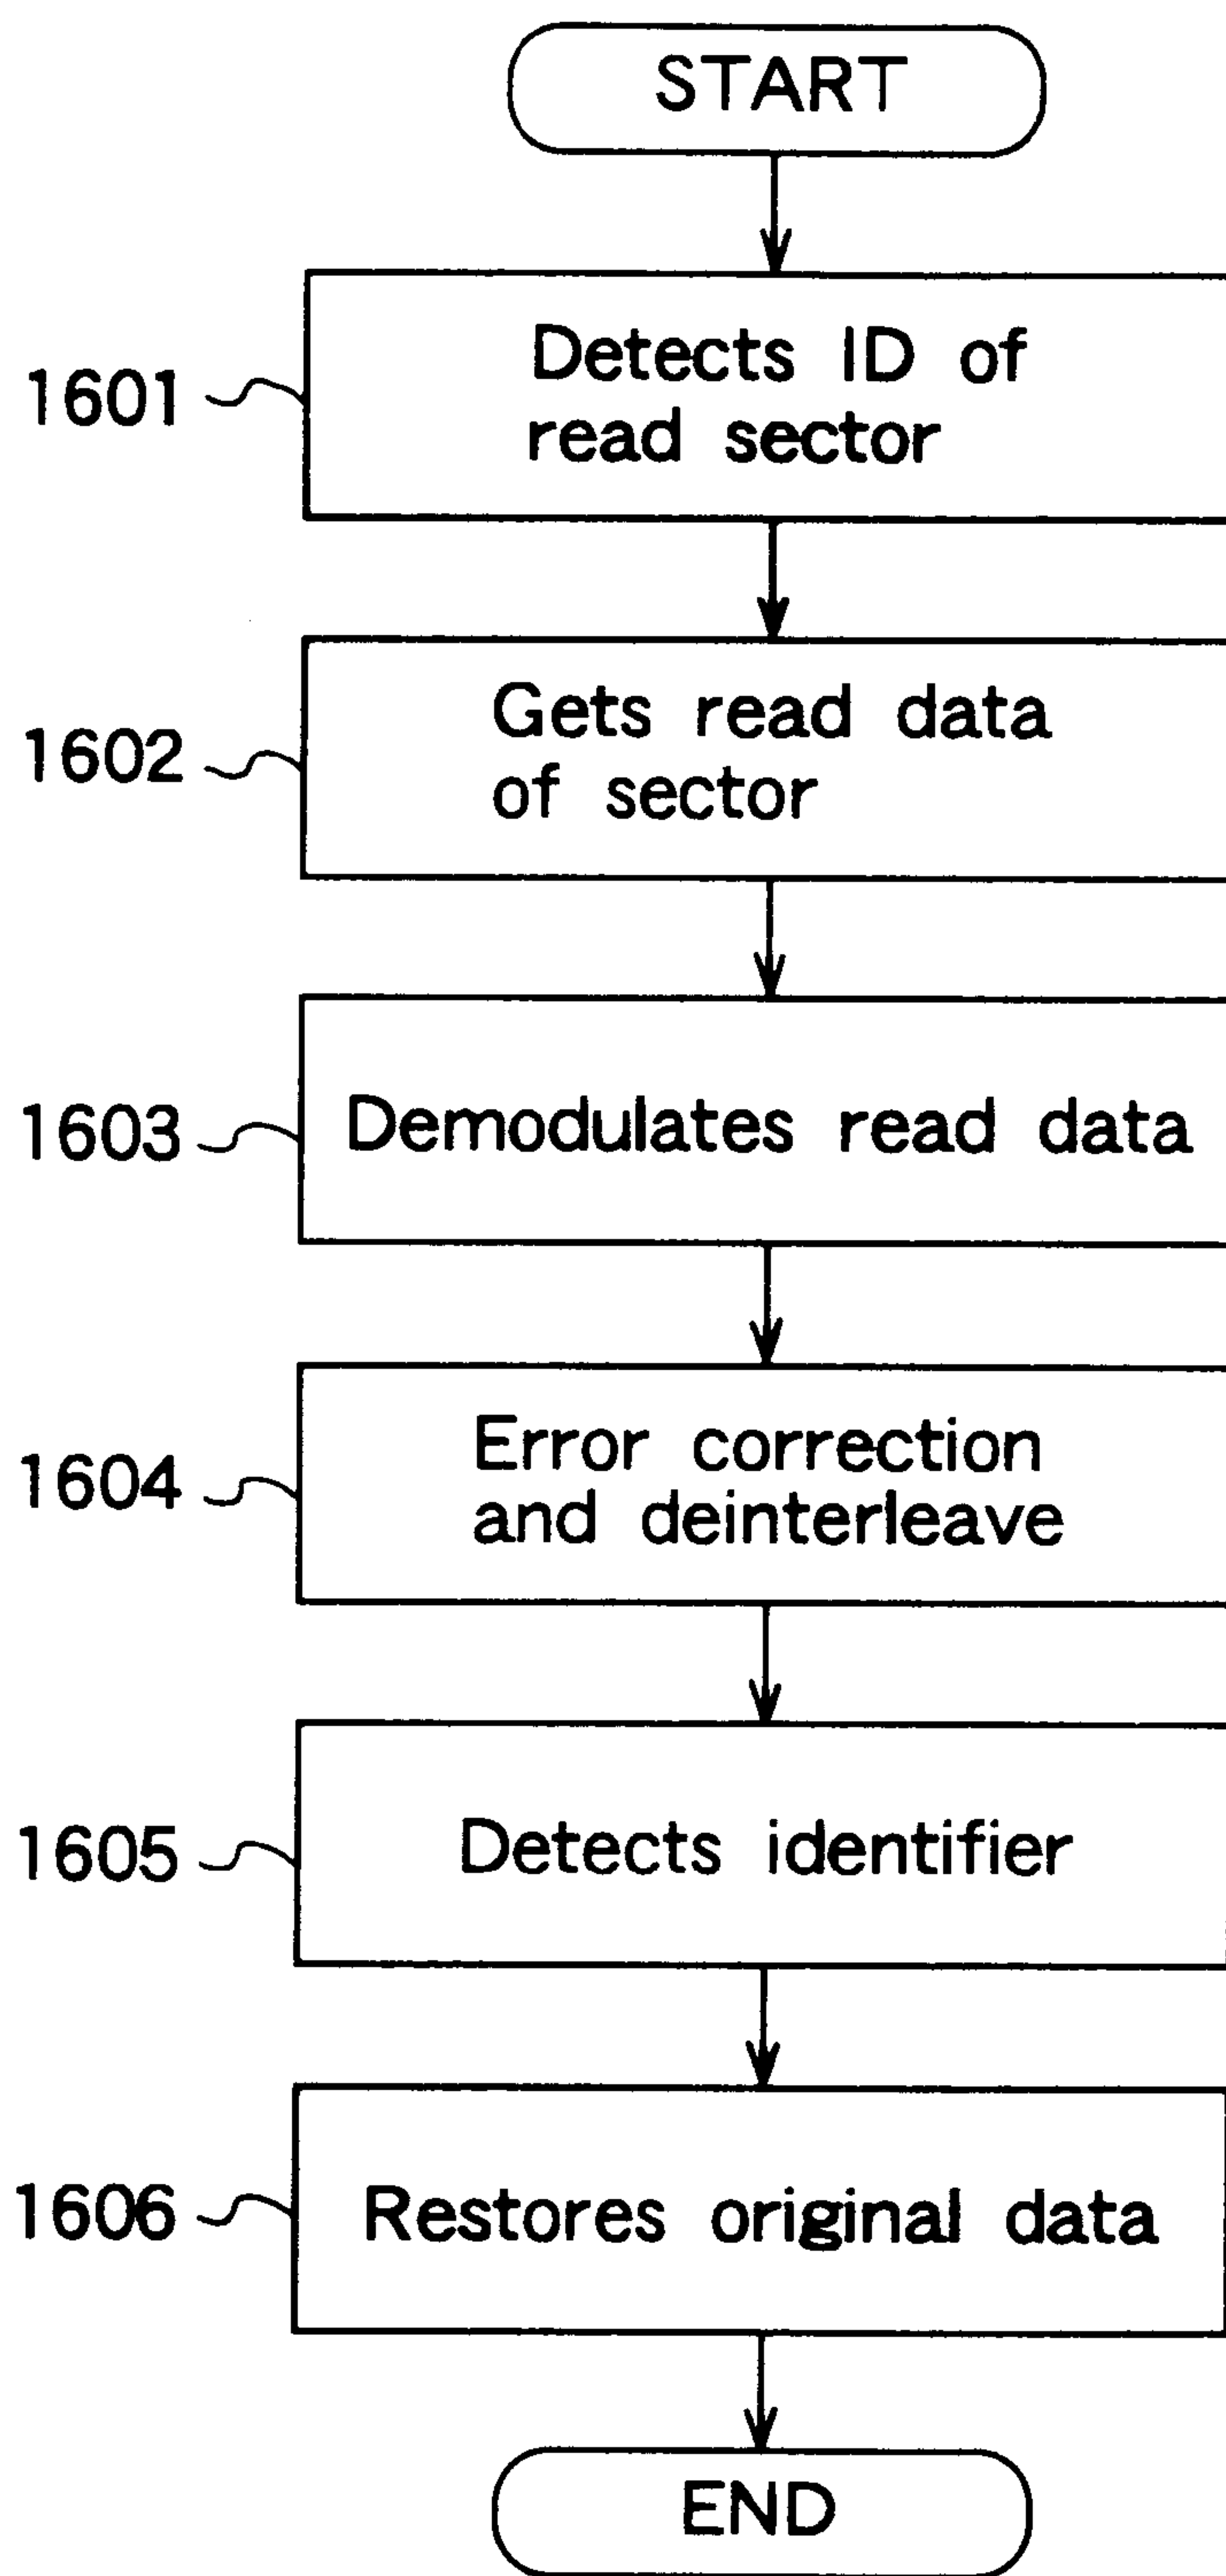 START
1601
Detects ID of
read sector
1602
Gets read data
of sector
1603
Demodulates read data
1604
Error correction
and deinterleave
1605
Detects identifier
1606
Restores original data
END